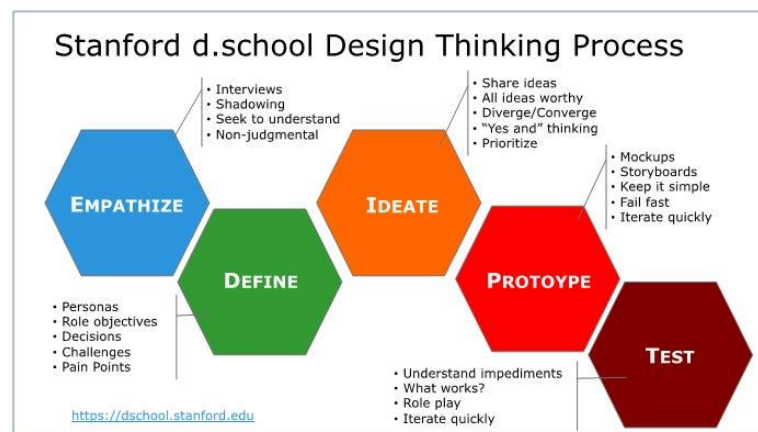 Stanford d.school Design Thinking Process
• Interviews
• Shadowing
• Seek to understand
• Non-judgmental
EMPATHIZE
• Personas
• Role objectives
• Decisions
• Challenges
• Pain Points
DEFINE
• Share ideas
• All ideas worthy
• Diverge/Converge
• “Yes and” thinking
• Prioritize
IDEATE
• Mockups
• Storyboards
• Keep it simple
• Fail fast
• Iterate quickly
PROTOYPE
• Understand impediments
• What works?
• Role play
• Iterate quickly
TEST
https://dschool.stanford.edu